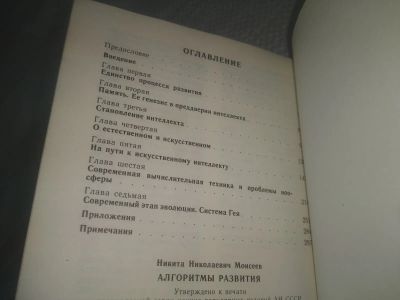 ОГЛАВЛЕНИЕ
Предисловие
Введение
Глава первая
Единство процесса развития
Глава вторая
Память. Ее генезис в преддверии интеллекта
Глава третья
Становление интеллекта
Глава четвертая
О естественном и искусственном
Глава пятая
На пути к искусственному интеллекту
Глава шестая
Современная вычислительная техника и проблемы ноо-
сферы
Глава седьмая
Современный этап эволюции. Система Гея
Приложения
Примечания
Никита Николаевич Моисеев
АЛГОРИТМЫ РАЗВИТИЯ
Утверждено к печати
АН СССР